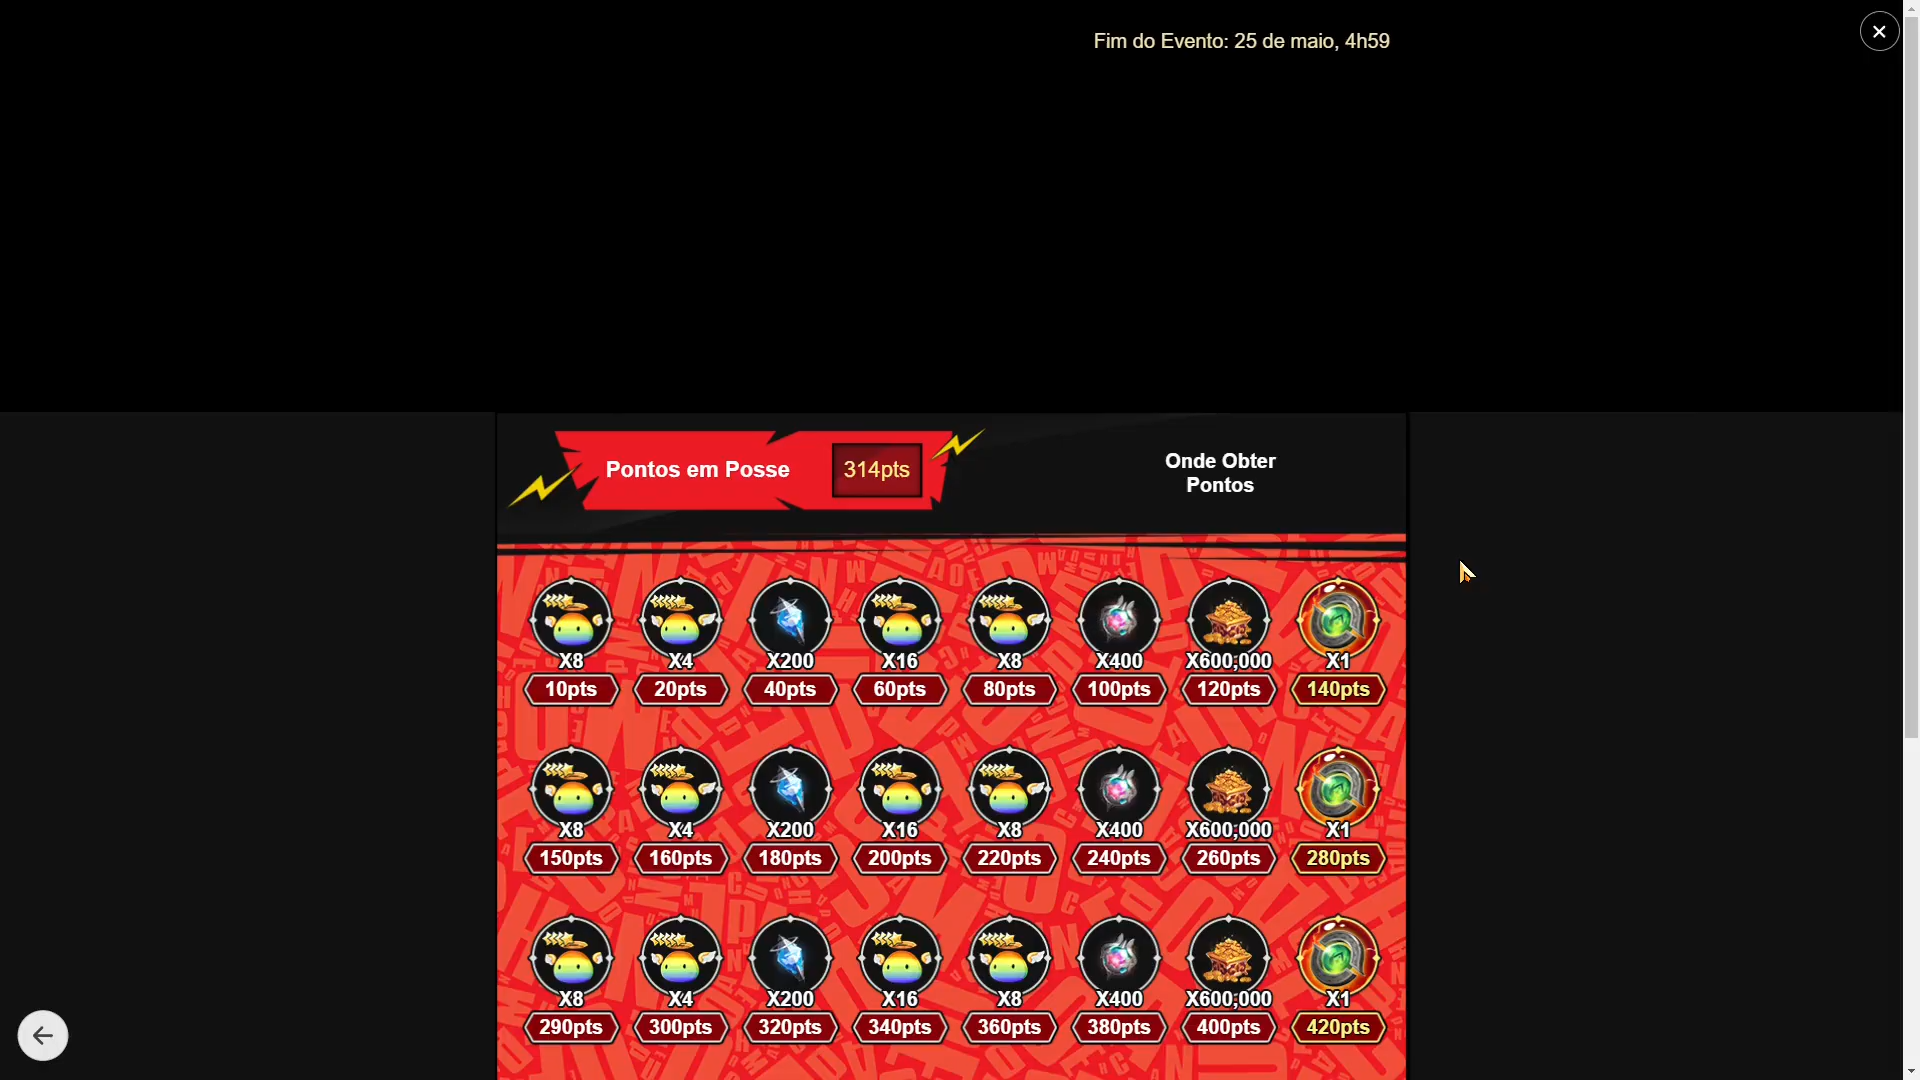 Fim do Evento: 25 de maio, 4h59
Pontos em Posse 314pts
Onde Obter
Pontos
X8 X4 X200 X16 X8 X400 X600,000 X1
10pts 20pts 40pts 60pts 80pts 100pts 120pts 140pts
X8 X4 X200 X16 X8 X400 X600,000 X1
150pts 160pts 180pts 200pts 220pts 240pts 260pts 280pts
X8 X4 X200 X16 X8 X400 X600,000 X1
290pts 300pts 320pts 340pts 360pts 380pts 400pts 420pts